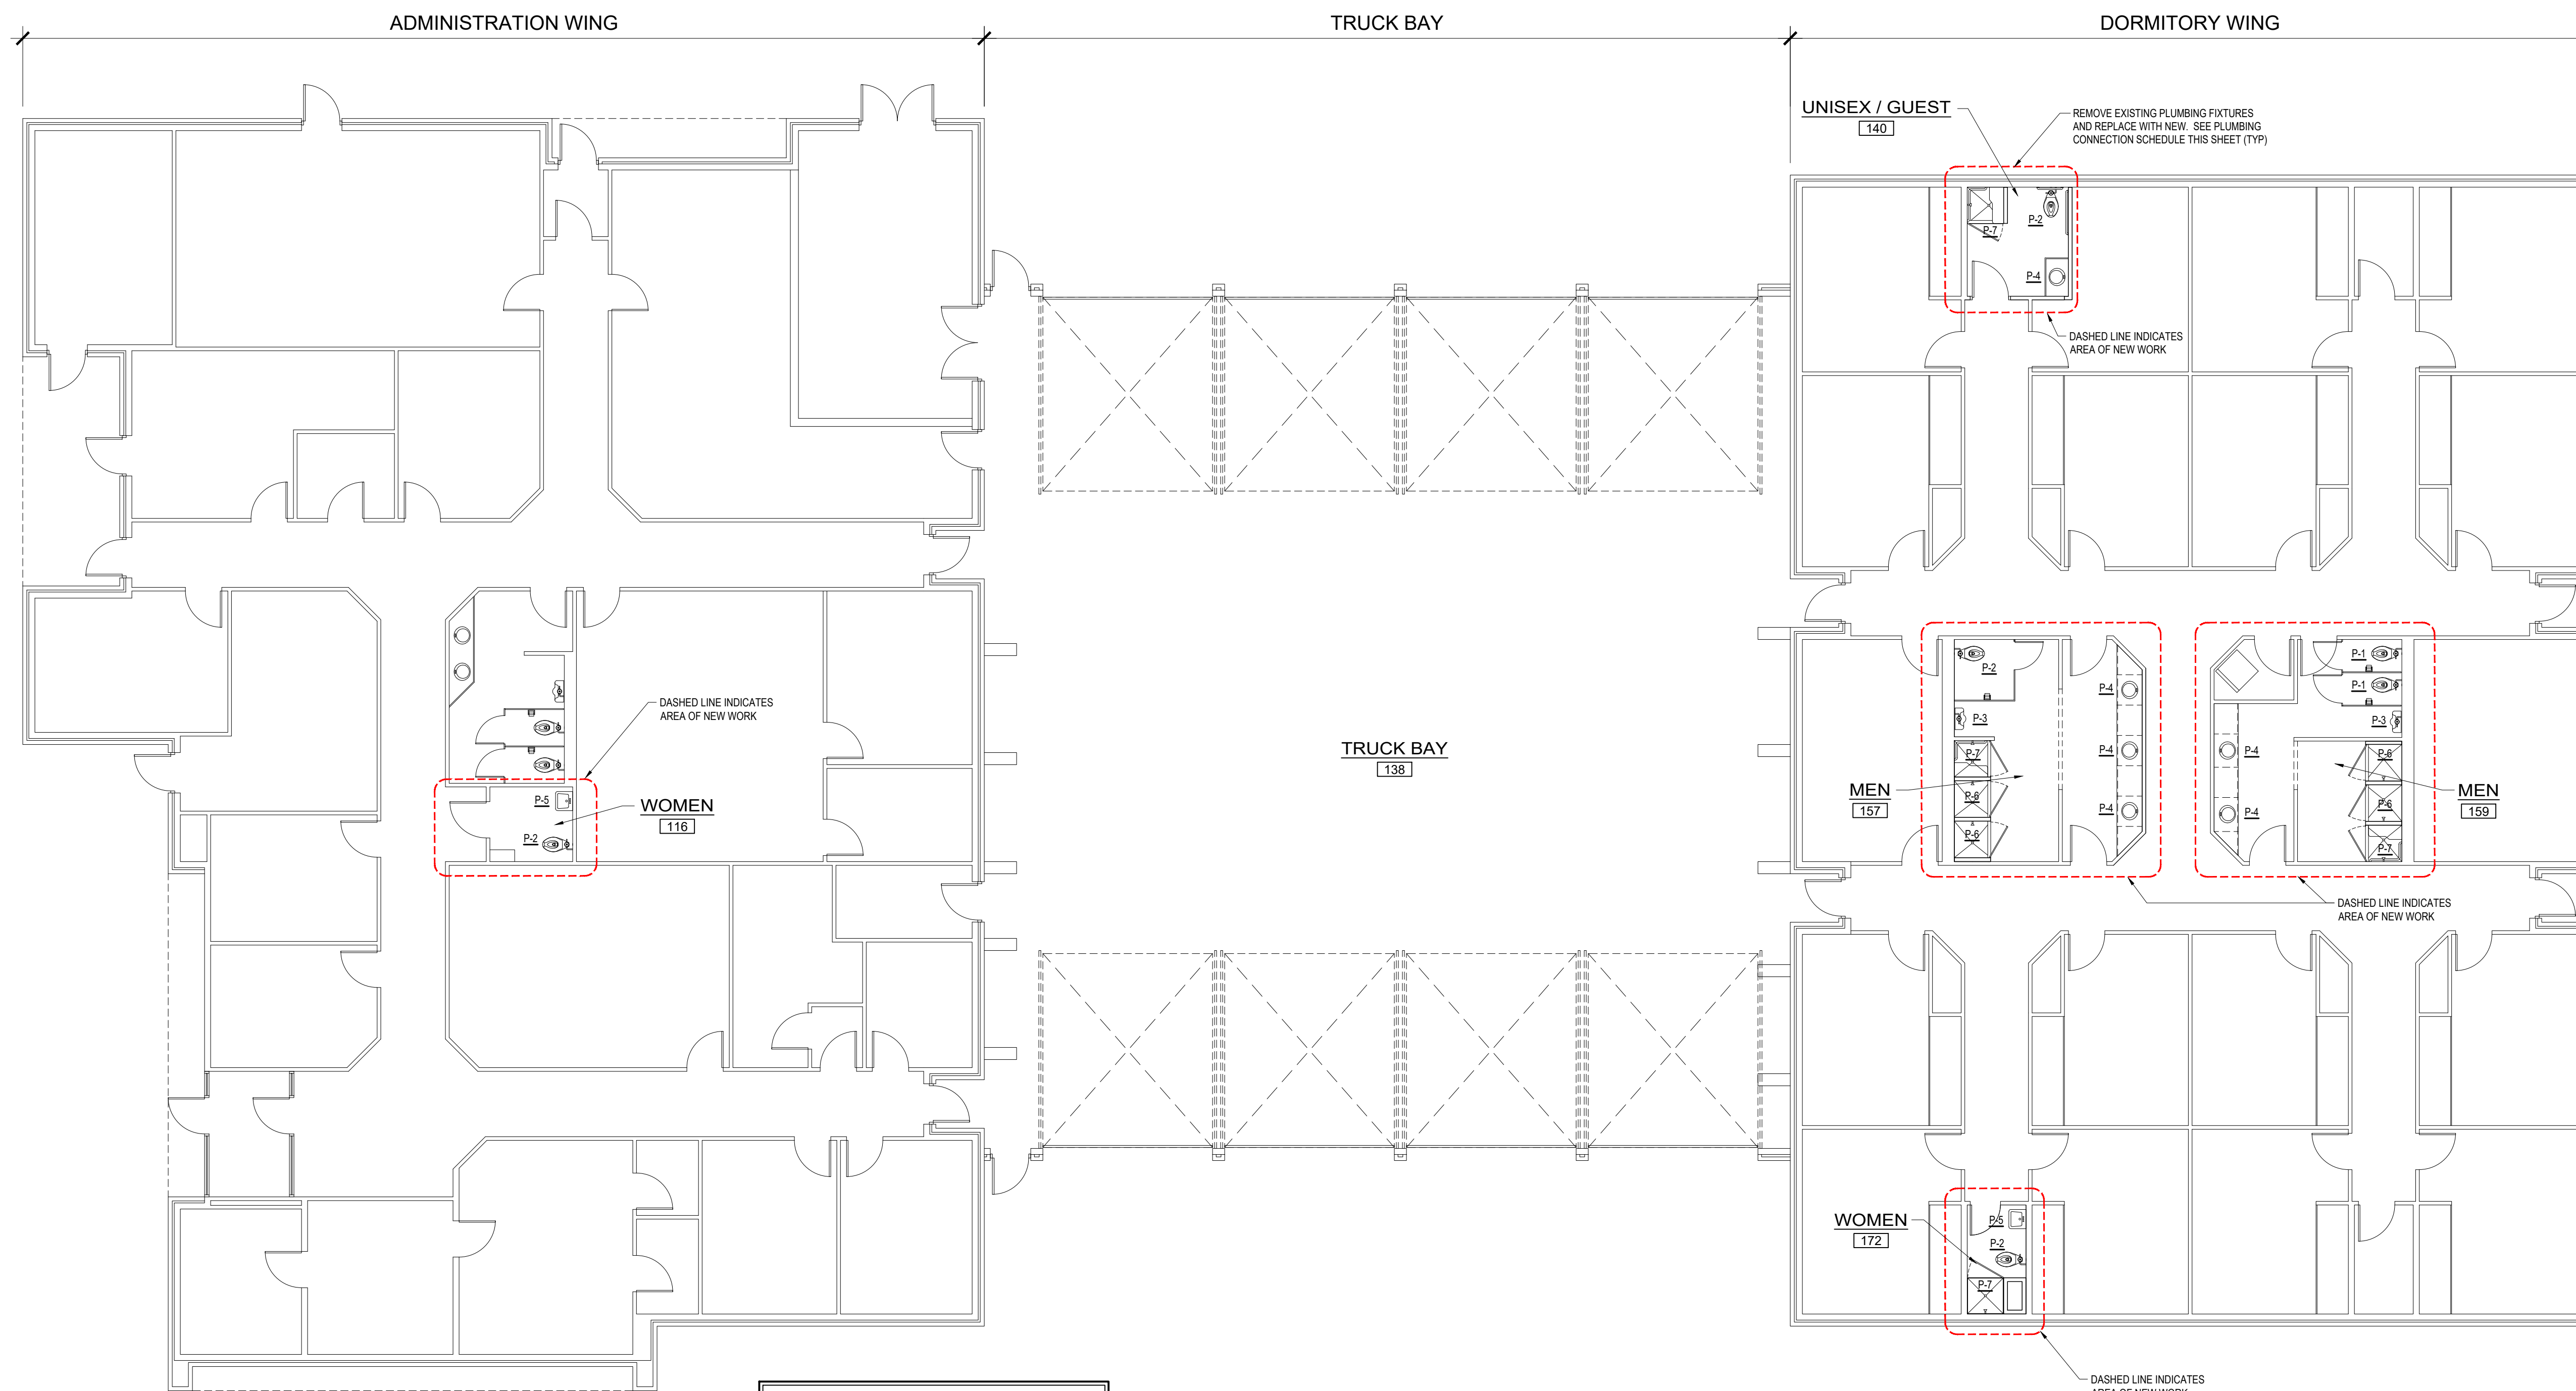 ADMINISTRATION WING
TRUCK BAY
DORMITORY WING
UNISEX / GUEST
140
REMOVE EXISTING PLUMBING FIXTURES
AND REPLACE WITH NEW. SEE PLUMBING
CONNECTION SCHEDULE THIS SHEET (TYP)
P-2
P-7
P-4
DASHED LINE INDICATES
AREA OF NEW WORK
DASHED LINE INDICATES
AREA OF NEW WORK
P-5
WOMEN
116
P-2
TRUCK BAY
138
P-2
P-3
P-4
P-7
P-4
MEN
157
P-6
P-4
P-6
P-1
P-1
P-3
P-4
P-6
MEN
159
P-6
P-4
P-7
DASHED LINE INDICATES
AREA OF NEW WORK
WOMEN
172
P-5
P-2
P-7
DASHED LINE INDICATES
AREA OF NEW WORK